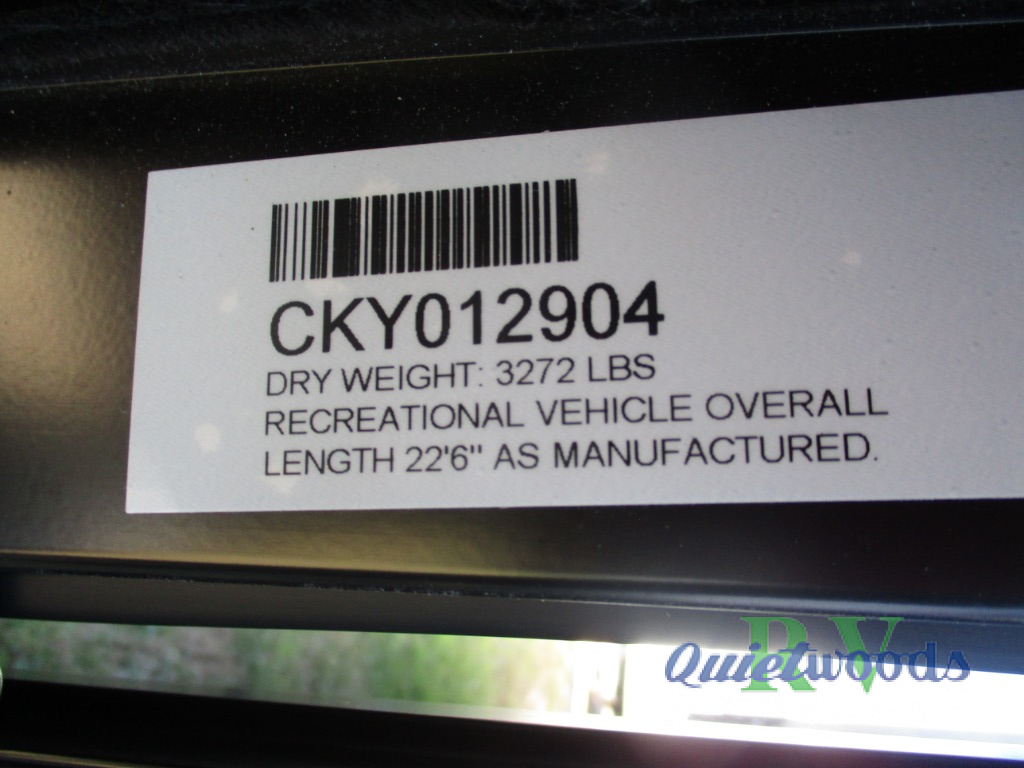 CKY012904
DRY WEIGHT: 3272 LBS
RECREATIONAL VEHICLE OVERALL
LENGTH 22'6" AS MANUFACTURED.
Quietwoods RV